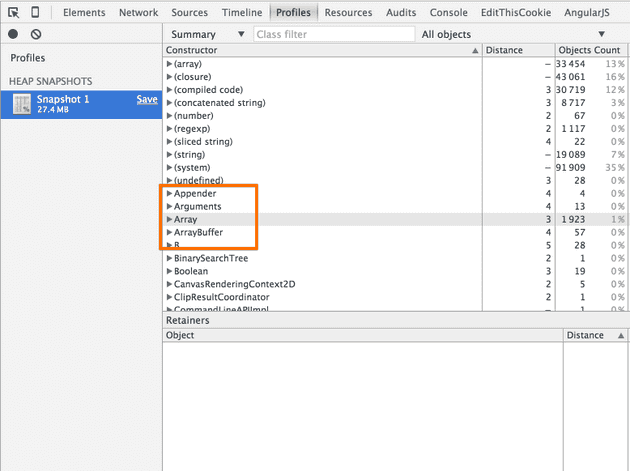 Elements Network Sources Timeline Profiles Resources Audits Console EditThisCookie AngularJS
Summary ▼ Class filter All objects ▼
Profiles
HEAP SNAPSHOTS
Snapshot 1 Save
27.4 MB
Constructor ▲ Distance Objects Count
▶(array) – 33 454 13%
▶(closure) – 43 061 16%
▶(compiled code) 3 30 719 12%
▶(concatenated string) 3 8 717 3%
▶(number) 2 67 0%
▶(regexp) 2 1 117 0%
▶(sliced string) 4 22 0%
▶(string) – 19 089 7%
▶(system) – 91 909 35%
▶(undefined) 3 28 0%
▶Appender 4 4 0%
▶Arguments 4 13 0%
▶Array 3 1 923 1%
▶ArrayBuffer 4 57 0%
▶B 5 28 0%
▶BinarySearchTree 2 1 0%
▶Boolean 3 19 0%
▶CanvasRenderingContext2D 2 5 0%
▶ClipResultCoordinator 2 1 0%
▶CommandLineAPIImpl – 1 0%
Retainers
Object Distance ▲